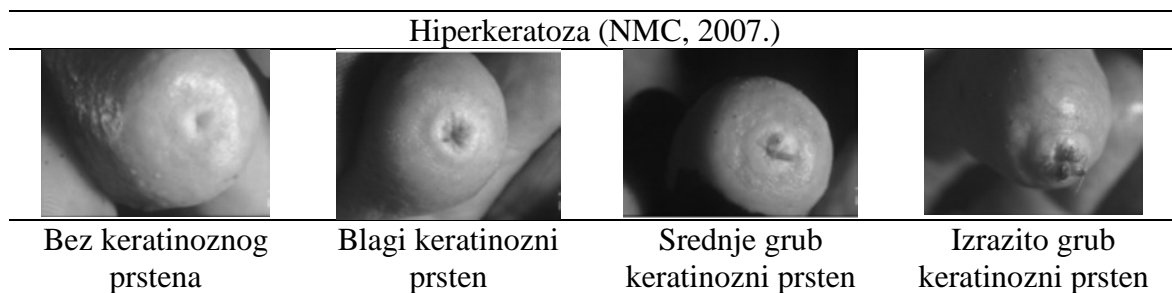 Hiperkeratoza (NMC, 2007.)
Bez keratinoznog
prstena
Blagi keratinozni
prsten
Srednje grub
keratinozni prsten
Izrazito grub
keratinozni prsten